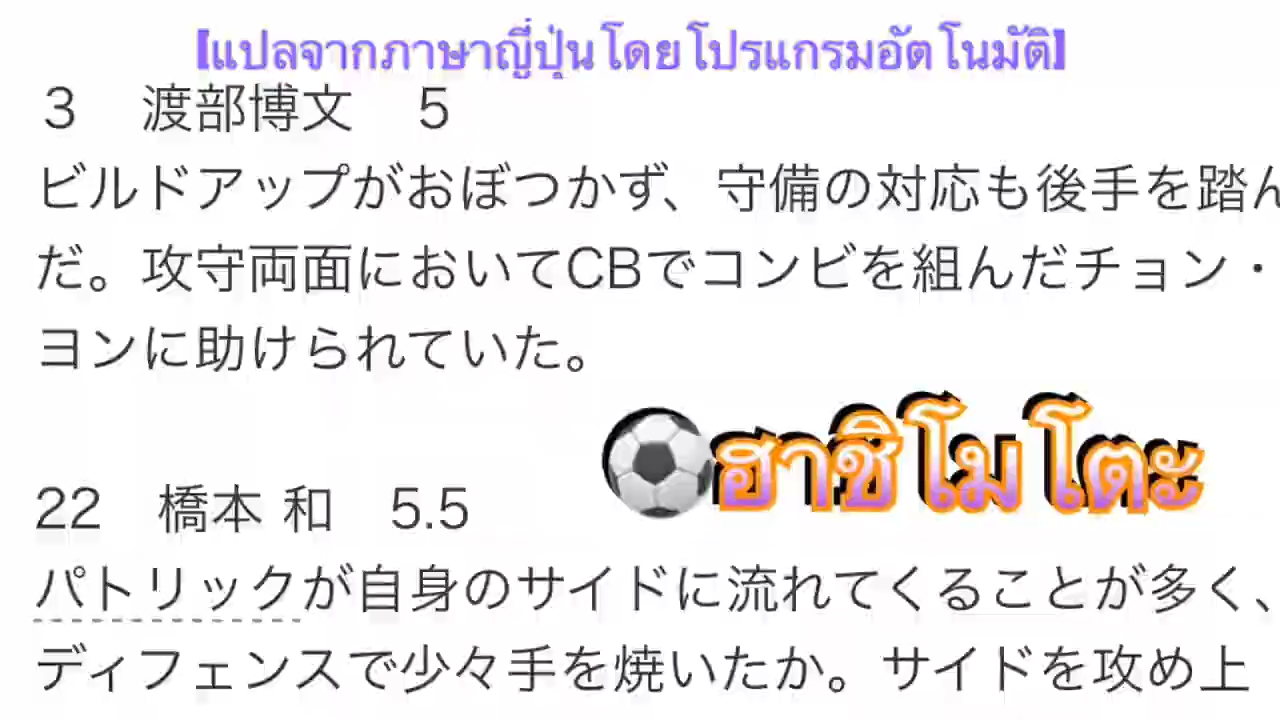 【แปลจากภาษาญี่ปุ่นโดยโปรแกรมอัตโนมัติ】
3 渡部博文 5
ビルドアップがおぼつかず、守備の対応も後手を踏ん
だ。攻守両面においてCBでコンビを組んだチョン・
ヨンに助けられていた。
ฮาชิโมโตะ
22 橋本 和 5.5
パトリックが自身のサイドに流れてくることが多く、
ディフェンスで少々手を焼いたか。サイドを攻め上